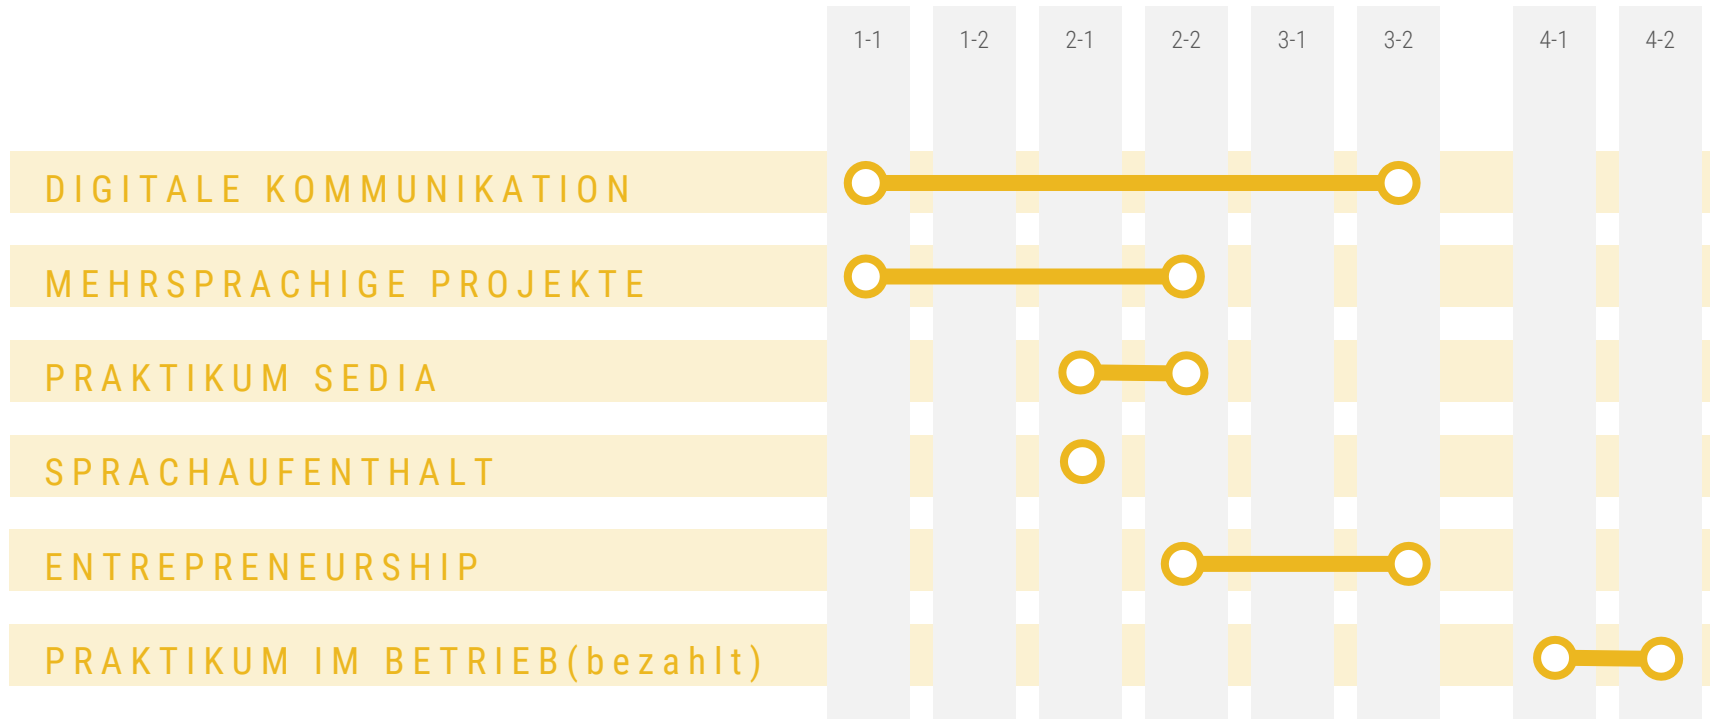 1-1 1-2 2-1 2-2 3-1 3-2 4-1 4-2
DIGITALE KOMMUNIKATION
MEHRSPRACHIGE PROJEKTE
PRAKTIKUM SEDIA
SPRACHAUFENTHALT
ENTREPRENEURSHIP
PRAKTIKUM IM BETRIEB(bezahlt)